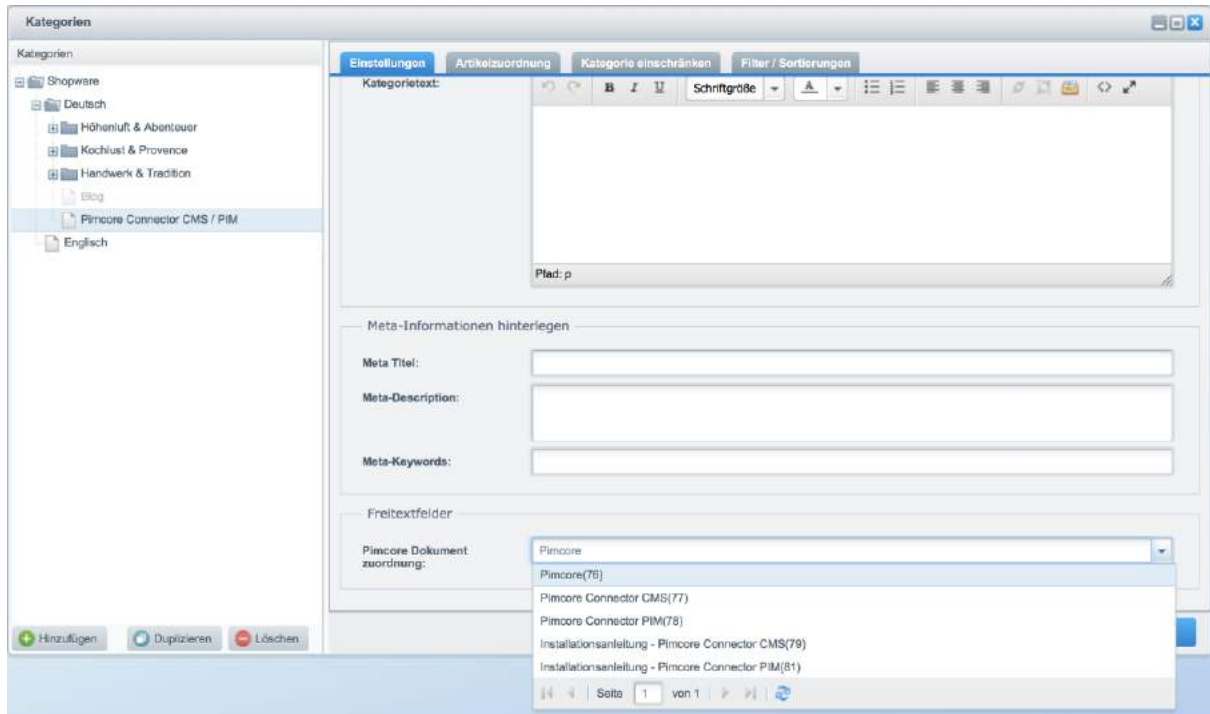 Kategorien
Kategorien
Shopware
Deutsch
Höhenluft & Abenteuer
Kochlust & Provence
Handwerk & Tradition
Blog
Pimcore Connector CMS / PIM
Englisch
Hinzufügen Duplizieren Löschen
Einstellungen Artikelzuordnung Kategorie einschränken Filter / Sortierungen
Kategorietext:
B I U Schriftgröße A
Pfad: p
Meta-Informationen hinterlegen
Meta Titel:
Meta-Description:
Meta-Keywords:
Freitextfelder
Pimcore Dokument
zuordnung:
Pimcore
Pimcore(76)
Pimcore Connector CMS(77)
Pimcore Connector PIM(78)
Installationsanleitung - Pimcore Connector CMS(79)
Installationsanleitung - Pimcore Connector PIM(81)
Seite 1 von 1